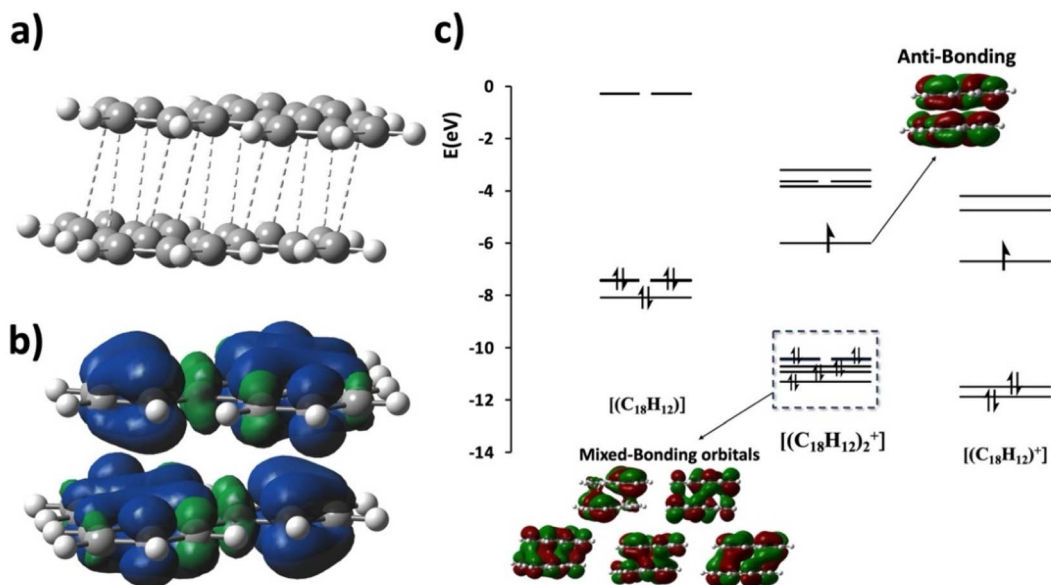 a)
b)
c)
Anti-Bonding
E(eV)
0
-2
-4
-6
-8
-10
-12
-14
[(C₁₈H₁₂)]
[(C₁₈H₁₂)₂⁺]
[(C₁₈H₁₂)⁺]
Mixed-Bonding orbitals